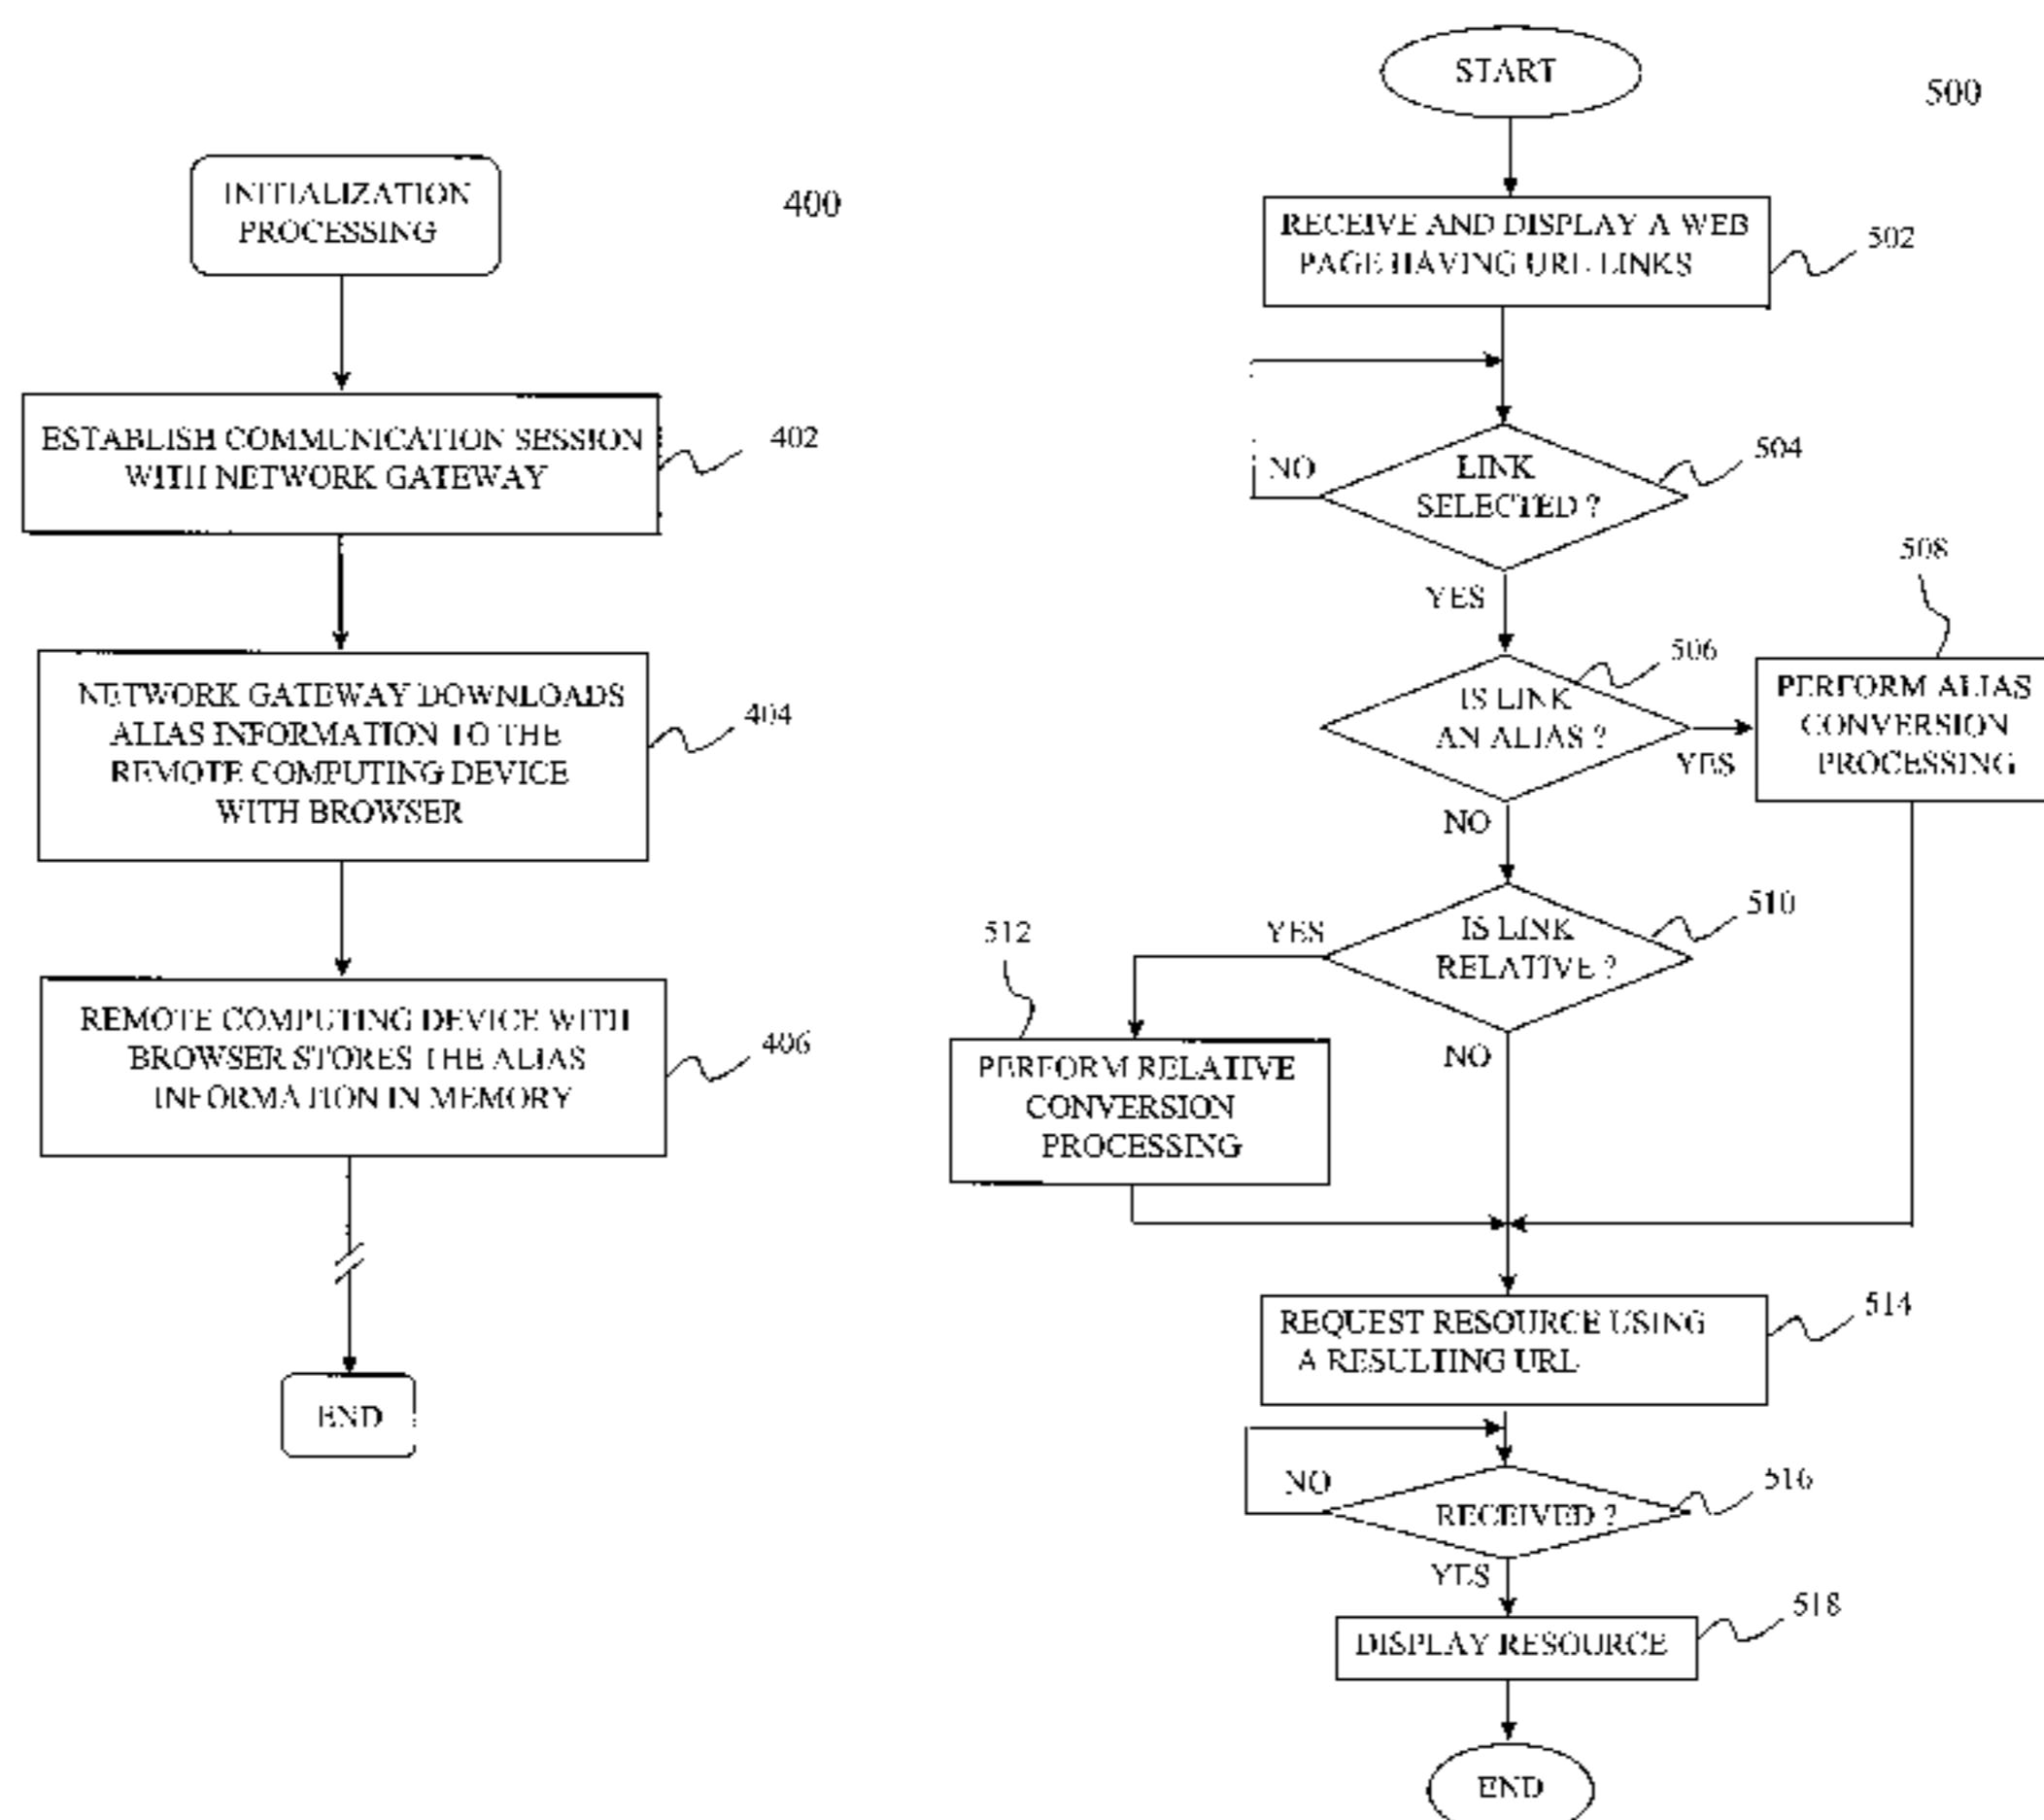 INITIALIZATION
PROCESSING
400
ESTABLISH COMMUNICATION SESSION
WITH NETWORK GATEWAY
402
NETWORK GATEWAY DOWNLOADS
ALIAS INFORMATION TO THE
REMOTE COMPUTING DEVICE
WITH BROWSER
404
REMOTE COMPUTING DEVICE WITH
BROWSER STORES THE ALIAS
INFORMATION IN MEMORY
406
END
START
500
RECEIVE AND DISPLAY A WEB
PAGE HAVING URL LINKS
502
NO
LINK
SELECTED ?
504
YES
IS LINK
AN ALIAS ?
506
YES
508
PERFORM ALIAS
CONVERSION
PROCESSING
NO
IS LINK
RELATIVE ?
510
YES
512
PERFORM RELATIVE
CONVERSION
PROCESSING
NO
REQUEST RESOURCE USING
A RESULTING URL
514
NO
RECEIVED ?
516
YES
DISPLAY RESOURCE
518
END